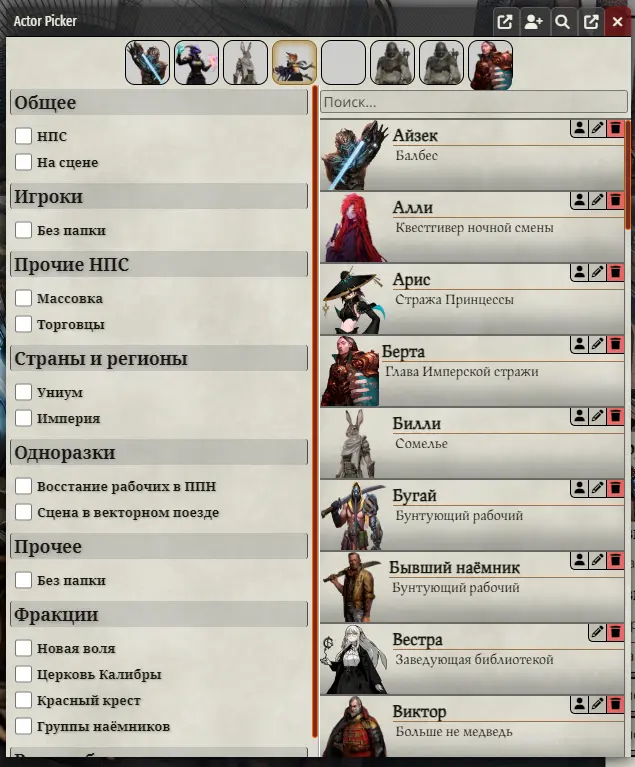 Actor Picker
Общее
НПС
На сцене
Игроки
Без папки
Прочие НПС
Массовка
Торговцы
Страны и регионы
Униум
Империя
Одноразки
Восстание рабочих в ППН
Сцена в векторном поезде
Прочее
Без папки
Фракции
Новая воля
Церковь Калибры
Красный крест
Группы наёмников
Поиск...
Айзек
Балбес
Алли
Квестгивер ночной смены
Арис
Стража Принцессы
Берта
Глава Имперской стражи
Билли
Сомелье
Бугай
Бунтующий рабочий
Бывший наёмник
Бунтующий рабочий
Вестра
Заведующая библиотекой
Виктор
Больше не медведь